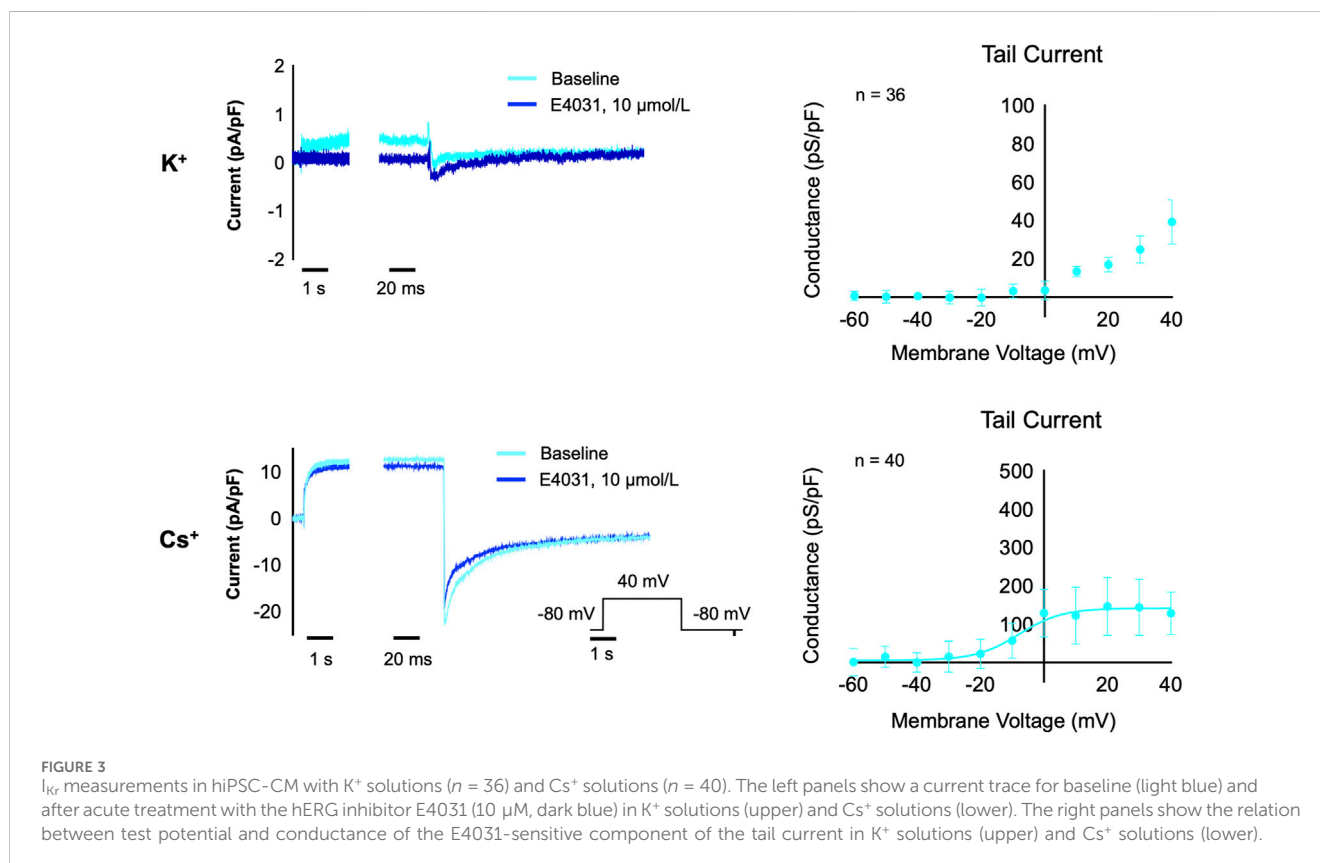 2
1
0
-1
-2
Current (pA/pF)
K⁺
Baseline
E4031, 10 µmol/L
1 s
20 ms
Tail Current
n = 36
100
80
60
40
20
Conductance (pS/pF)
-60
-40
-20
20
40
Membrane Voltage (mV)
10
0
-10
-20
Current (pA/pF)
Cs⁺
Baseline
E4031, 10 µmol/L
40 mV
-80 mV
-80 mV
1 s
1 s
20 ms
Tail Current
n = 40
500
400
300
200
100
Conductance (pS/pF)
-60
-40
-20
20
40
Membrane Voltage (mV)
FIGURE 3
I_Kr measurements in hiPSC-CM with K⁺ solutions (n = 36) and Cs⁺ solutions (n = 40). The left panels show a current trace for baseline (light blue) and
after acute treatment with the hERG inhibitor E4031 (10 µM, dark blue) in K⁺ solutions (upper) and Cs⁺ solutions (lower). The right panels show the relation
between test potential and conductance of the E4031-sensitive component of the tail current in K⁺ solutions (upper) and Cs⁺ solutions (lower).